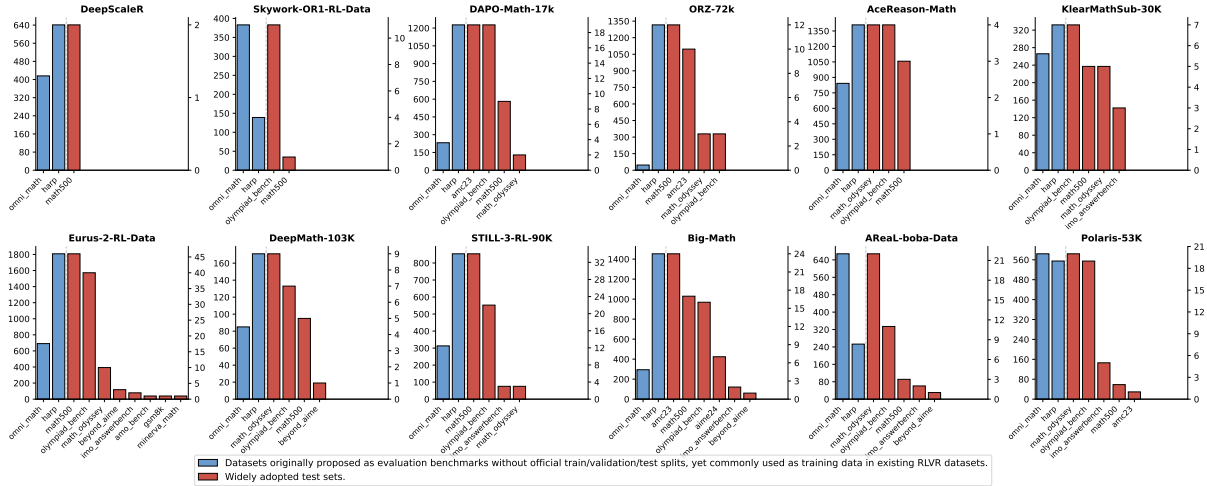 DeepScaleR
640
560
480
400
320
240
160
80
0
2
1
0
omni_math
harp
math500
Skywork-OR1-RL-Data
400
350
300
250
200
150
100
50
0
10
8
6
4
2
0
omni_math
harp
olympiad_bench
math500
DAPO-Math-17k
1200
1050
900
750
600
450
300
150
0
18
16
14
12
10
8
6
4
2
0
omni_math
harp
amc23
olympiad_bench
math500
math_odyssey
ORZ-72k
1350
1200
1050
900
750
600
450
300
150
0
12
10
8
6
4
2
0
omni_math
harp
math500
amc23
math_odyssey
olympiad_bench
AceReason-Math
1350
1200
1050
900
750
600
450
300
150
0
4
3
2
1
0
omni_math
harp
math_odyssey
olympiad_bench
math500
KlearMathSub-30K
320
280
240
200
160
120
80
40
0
7
6
5
4
3
2
1
0
omni_math
harp
olympiad_bench
math500
math_odyssey
imo_answerbench
Eurus-2-RL-Data
1800
1600
1400
1200
1000
800
600
400
200
0
45
40
35
30
25
20
15
10
5
0
omni_math
harp
math500
olympiad_bench
math_odyssey
beyond_aime
imo_answerbench
amo_bench
gsm8k
minerva_math
DeepMath-103K
160
140
120
100
80
60
40
20
0
9
8
7
6
5
4
3
2
1
0
omni_math
harp
math_odyssey
olympiad_bench
math500
beyond_aime
STILL-3-RL-90K
800
700
600
500
400
300
200
100
0
32
28
24
20
16
12
8
4
0
omni_math
harp
math500
olympiad_bench
imo_answerbench
math_odyssey
Big-Math
1400
1200
1000
800
600
400
200
0
24
21
18
15
12
9
6
3
0
omni_math
harp
amc23
math500
olympiad_bench
aime24
imo_answerbench
beyond_aime
AReaL-boba-Data
640
560
480
400
320
240
160
80
0
21
18
15
12
9
6
3
0
omni_math
harp
math_odyssey
olympiad_bench
math500
imo_answerbench
beyond_aime
Polaris-53K
560
480
400
320
240
160
80
0
21
18
15
12
9
6
3
0
omni_math
harp
math_odyssey
olympiad_bench
imo_answerbench
math500
amc23
Datasets originally proposed as evaluation benchmarks without official train/validation/test splits, yet commonly used as training data in existing RLVR datasets.
Widely adopted test sets.